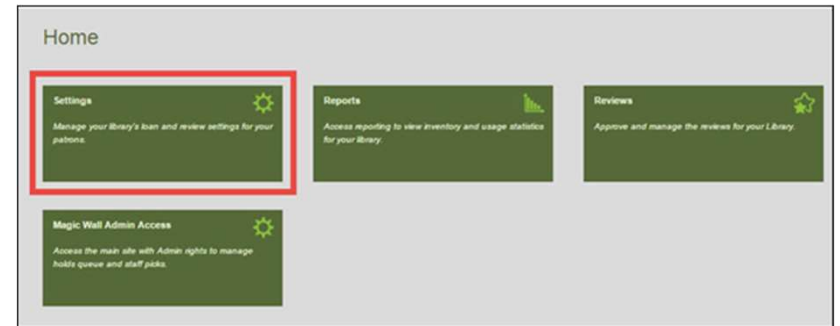 Home
Settings
Manage your library's loan and review settings for your
patrons.
Reports
Access reporting to view inventory and usage statistics
for your library.
Reviews
Approve and manage the reviews for your Library.
Magic Wall Admin Access
Access the main site with Admin rights to manage
holds queue and staff picks.